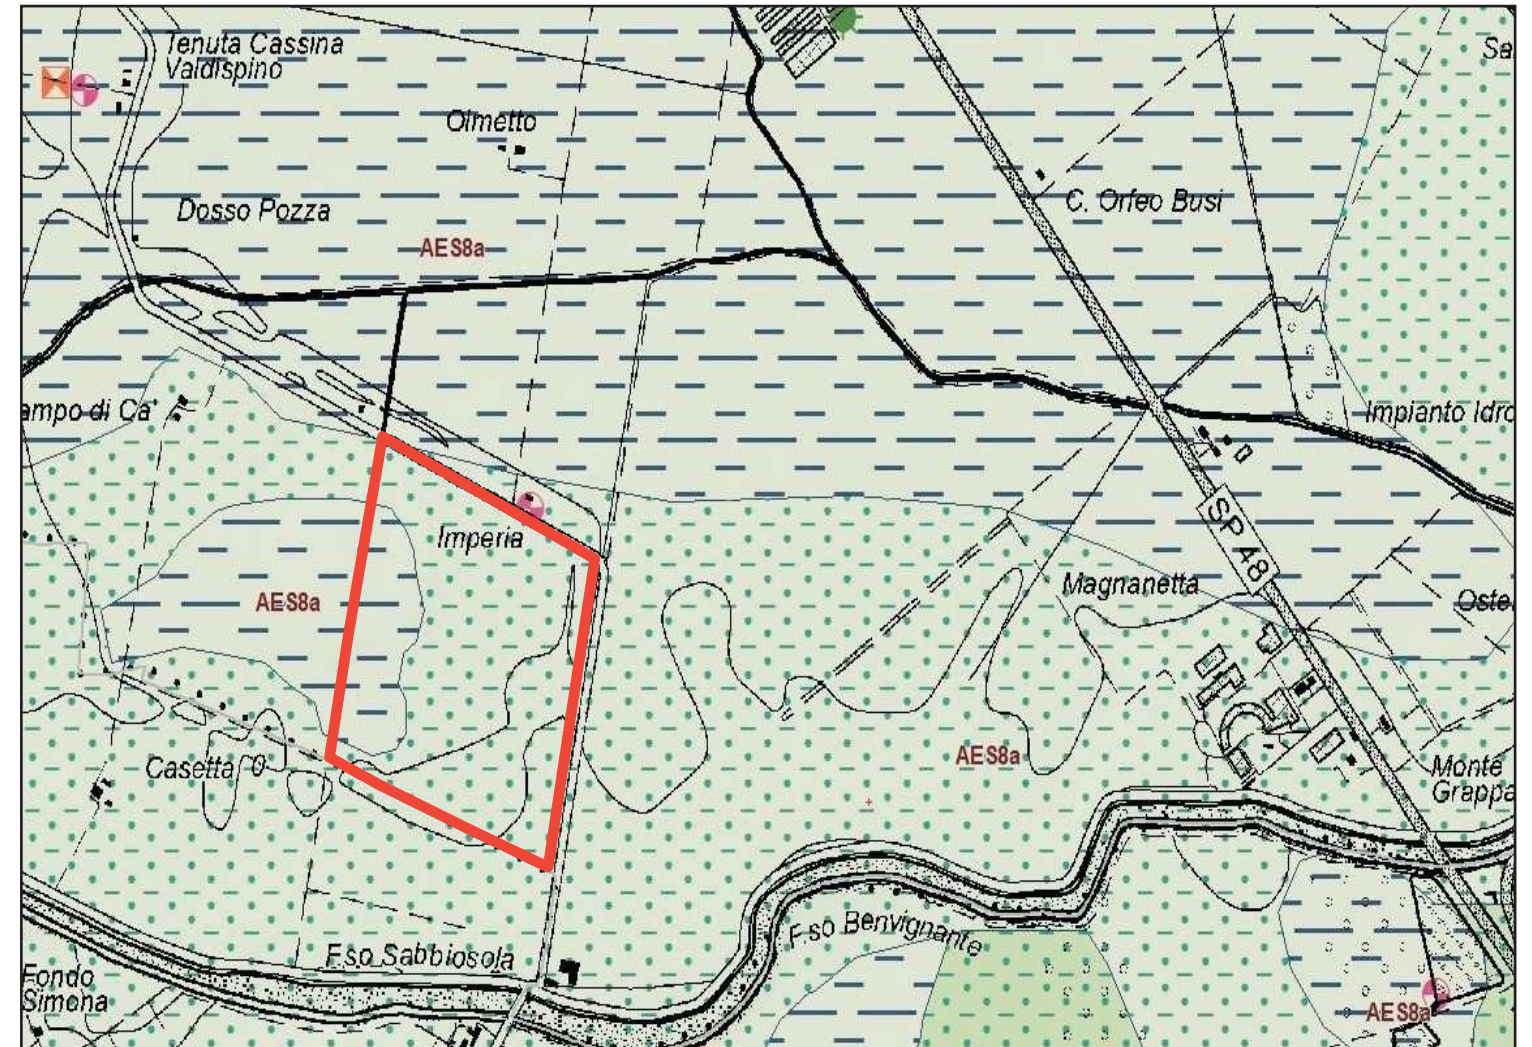 Tenuta Cassina
Valdispino
Sa
Olmetto
Dosso Pozza
C. Orfeo Busi
AES8a
ampo di Ca'
Impianto Idro
SP 48
Imperia
Magnanetta
AES8a
Oste
AES8a
Casetta
Monte
Grappa
F.so Benvignante
F.so Sabbiosola
Fondo
Simona
AES8a